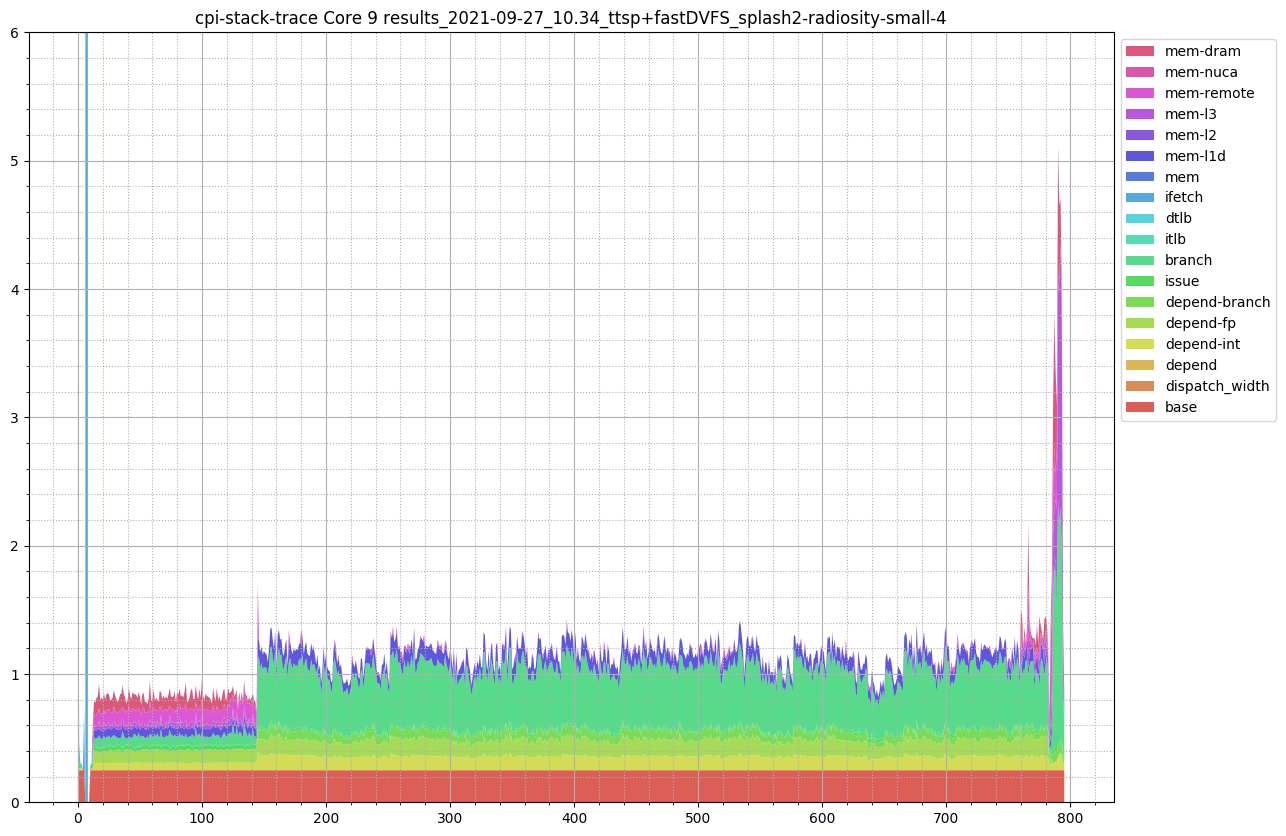 cpi-stack-trace Core 9 results_2021-09-27_10.34_ttsp+fastDVFS_splash2-radiosity-small-4
6
5
4
3
2
1
0
0 100 200 300 400 500 600 700 800
mem-dram
mem-nuca
mem-remote
mem-l3
mem-l2
mem-l1d
mem
ifetch
dtlb
itlb
branch
issue
depend-branch
depend-fp
depend-int
depend
dispatch_width
base